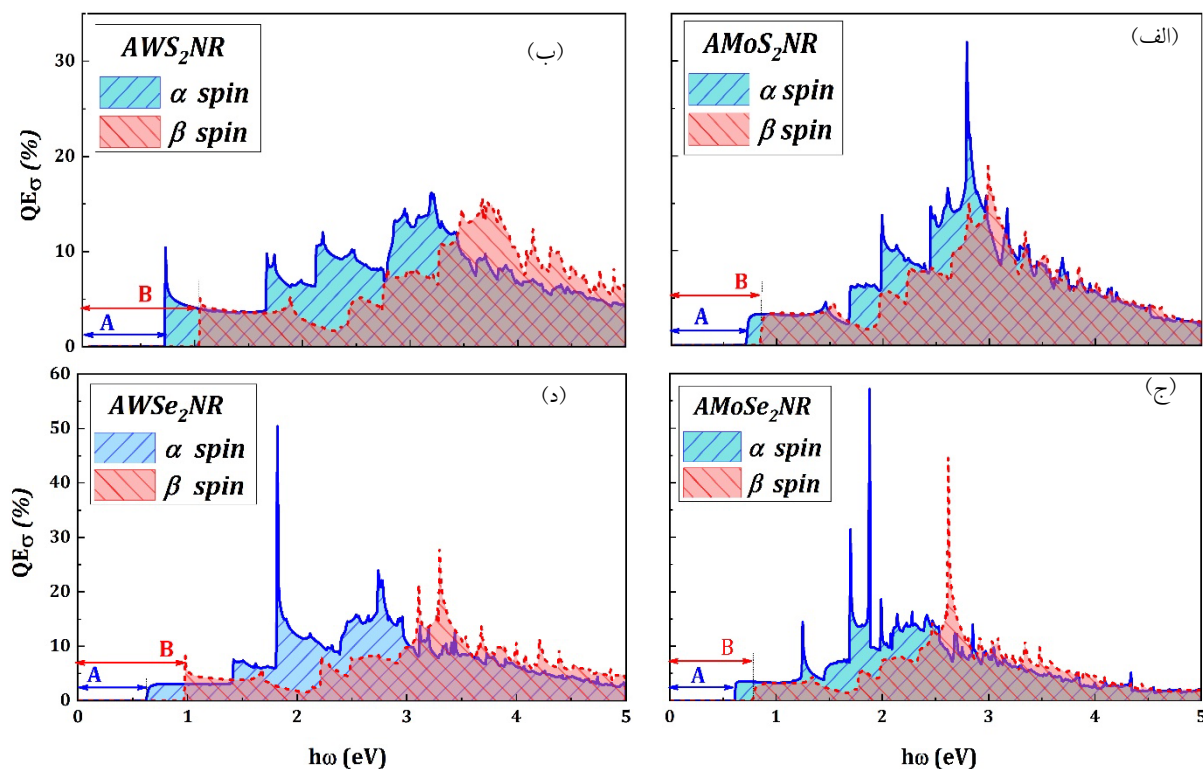 AWS₂NR
α spin
β spin
(ب)
B
A
QEσ (%)
30
20
10
0
AMoS₂NR
α spin
β spin
(الف)
B
A
AWSe₂NR
α spin
β spin
(د)
B
A
QEσ (%)
60
50
40
30
20
10
0
0 1 2 3 4 5
hω (eV)
AMoSe₂NR
α spin
β spin
(ج)
B
A
0 1 2 3 4 5
hω (eV)